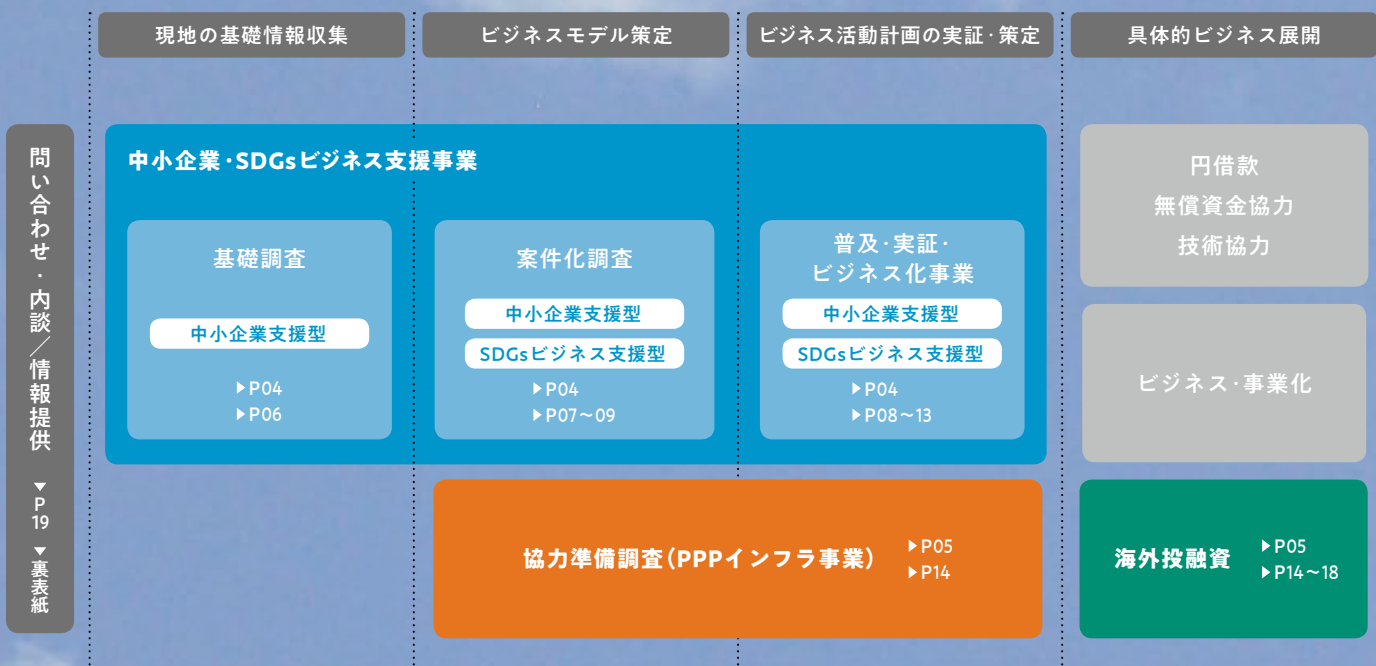 現地の基礎情報収集
ビジネスモデル策定
ビジネス活動計画の実証・策定
具体的ビジネス展開
問い合わせ・内談／情報提供 ▼P19 ▼裏表紙
中小企業・SDGsビジネス支援事業
基礎調査
中小企業支援型
▶P04
▶P06
案件化調査
中小企業支援型
SDGsビジネス支援型
▶P04
▶P07〜09
普及・実証・
ビジネス化事業
中小企業支援型
SDGsビジネス支援型
▶P04
▶P08〜13
円借款
無償資金協力
技術協力
ビジネス・事業化
協力準備調査（PPPインフラ事業）
▶P05
▶P14
海外投融資
▶P05
▶P14〜18